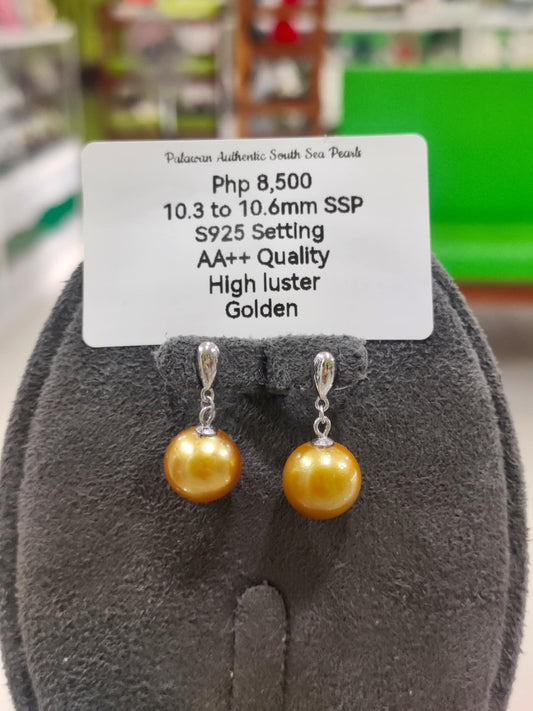 Palawan Authentic South Sea Pearls
Php 8,500
10.3 to 10.6mm SSP
S925 Setting
AA++ Quality
High luster
Golden